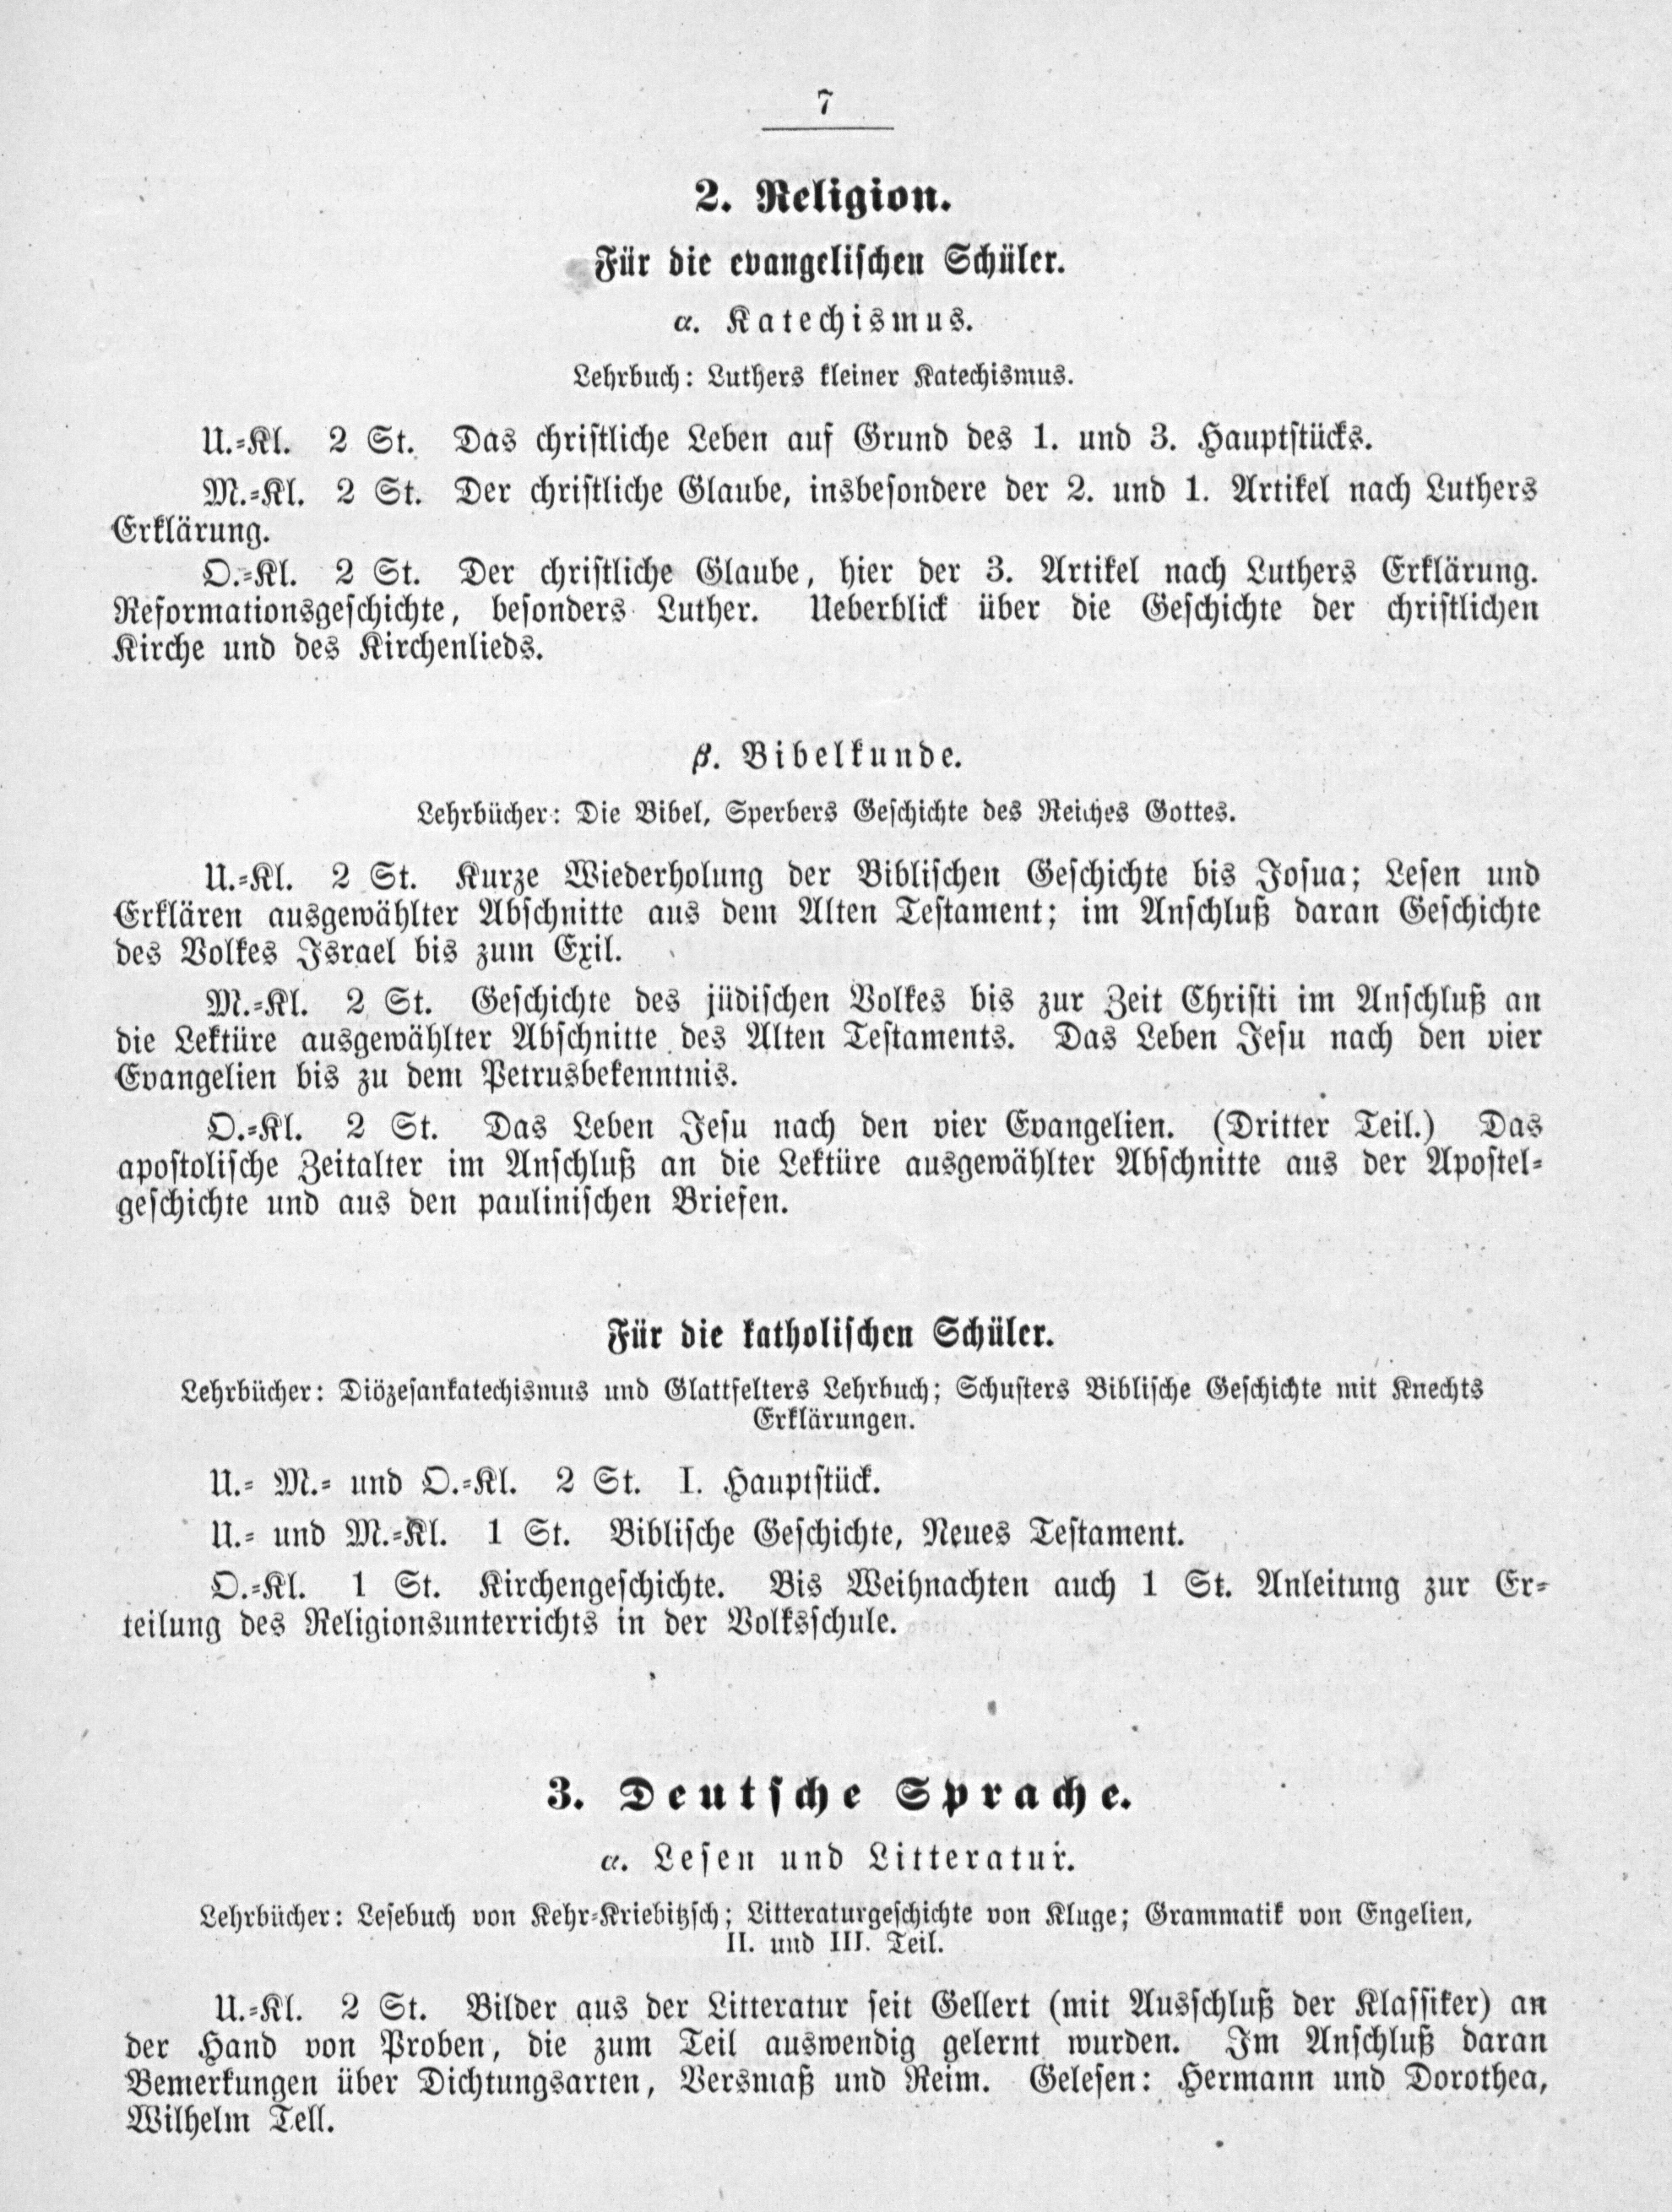 7
2. Religion.
Für die evangelischen Schüler.
α. Katechismus.
Lehrbuch: Luthers kleiner Katechismus.
U.-Kl. 2 St. Das christliche Leben auf Grund des 1. und 3. Hauptstücks.
M.-Kl. 2 St. Der christliche Glaube, insbesondere der 2. und 1. Artikel nach Luthers
Erklärung.
O.-Kl. 2 St. Der christliche Glaube, hier der 3. Artikel nach Luthers Erklärung.
Reformationsgeschichte, besonders Luther. Ueberblick über die Geschichte der christlichen
Kirche und des Kirchenlieds.
β. Bibelkunde.
Lehrbücher: Die Bibel, Sperbers Geschichte des Reiches Gottes.
U.-Kl. 2 St. Kurze Wiederholung der Biblischen Geschichte bis Josua; Lesen und
Erklären ausgewählter Abschnitte aus dem Alten Testament; im Anschluß daran Geschichte
des Volkes Israel bis zum Exil.
M.-Kl. 2 St. Geschichte des jüdischen Volkes bis zur Zeit Christi im Anschluß an
die Lektüre ausgewählter Abschnitte des Alten Testaments. Das Leben Jesu nach den vier
Evangelien bis zu dem Petrusbekenntnis.
O.-Kl. 2 St. Das Leben Jesu nach den vier Evangelien. (Dritter Teil.) Das
apostolische Zeitalter im Anschluß an die Lektüre ausgewählter Abschnitte aus der Apostel-
geschichte und aus den paulinischen Briefen.
Für die katholischen Schüler.
Lehrbücher: Diözesankatechismus und Glattfelters Lehrbuch; Schusters Biblische Geschichte mit Knechts
Erklärungen.
U.- M.- und O.-Kl. 2 St. I. Hauptstück.
U.- und M.-Kl. 1 St. Biblische Geschichte, Neues Testament.
O.-Kl. 1 St. Kirchengeschichte. Bis Weihnachten auch 1 St. Anleitung zur Er-
teilung des Religionsunterrichts in der Volksschule.
3. Deutsche Sprache.
α. Lesen und Litteratur.
Lehrbücher: Lesebuch von Kehr-Kriebitzsch; Litteraturgeschichte von Kluge; Grammatik von Engelien,
II. und III. Teil.
U.-Kl. 2 St. Bilder aus der Litteratur seit Gellert (mit Ausschluß der Klassiker) an
der Hand von Proben, die zum Teil auswendig gelernt wurden. Im Anschluß daran
Bemerkungen über Dichtungsarten, Versmaß und Reim. Gelesen: Hermann und Dorothea,
Wilhelm Tell.